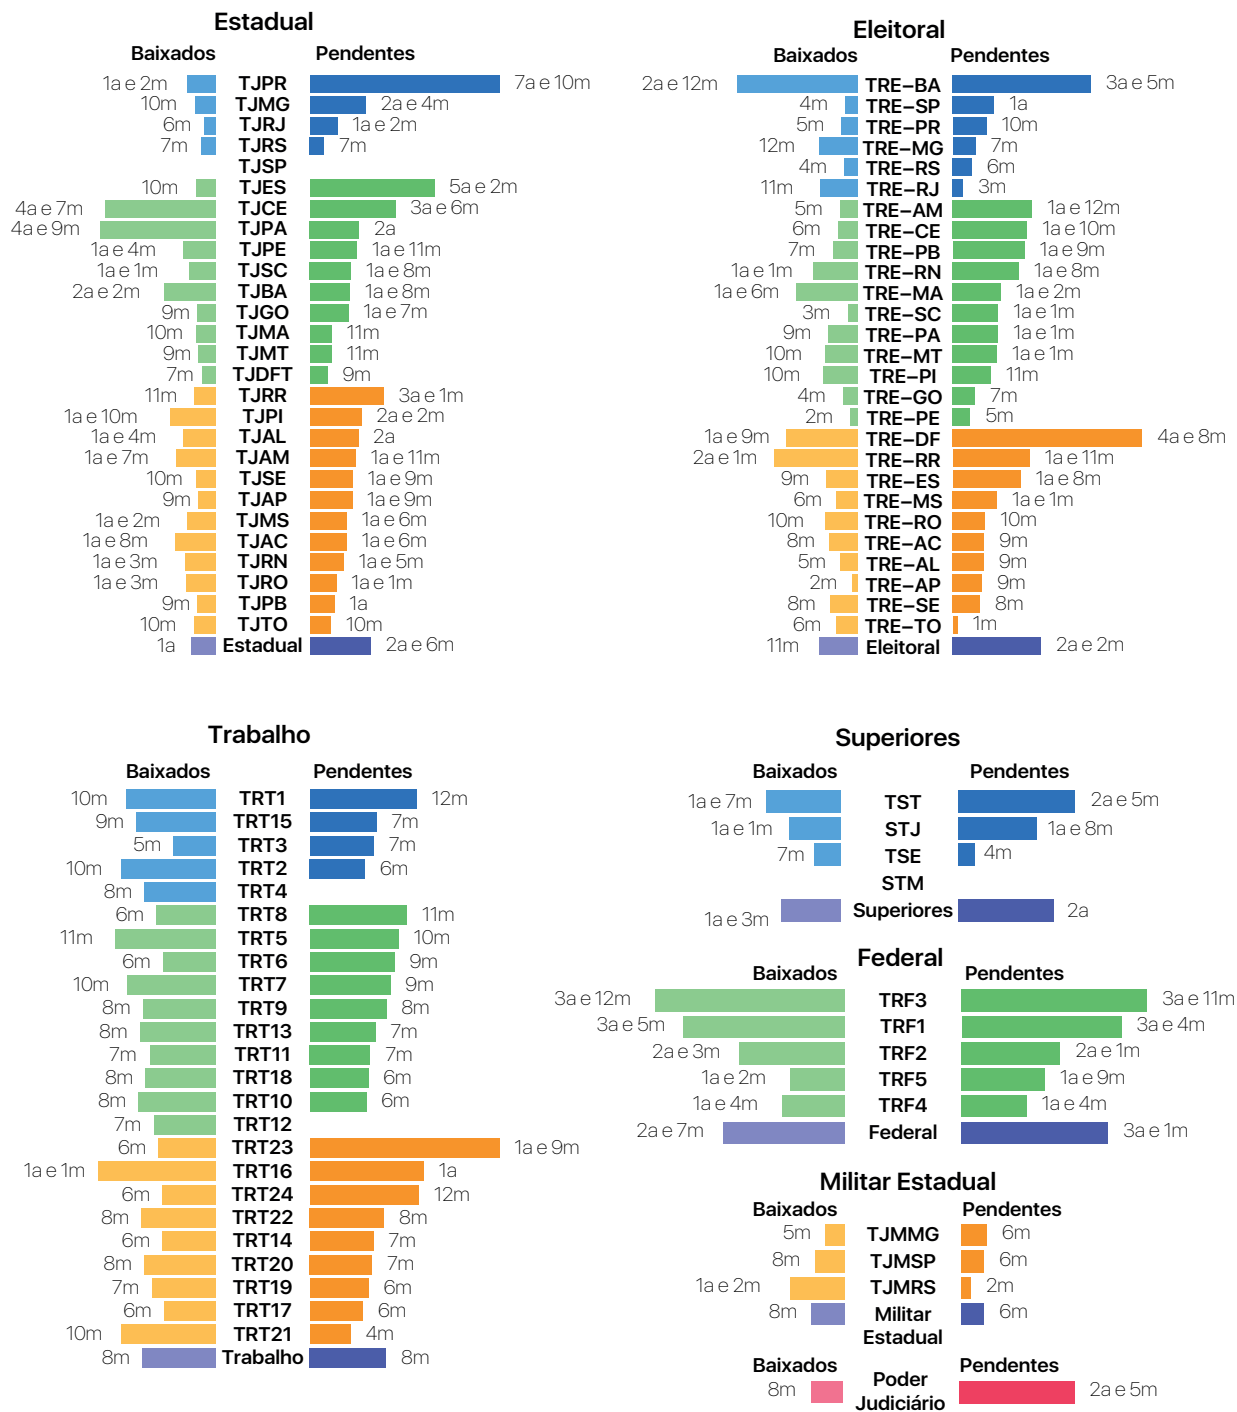 Estadual
Baixados Pendentes
1a e 2m TJPR 7a e 10m
10m TJMG 2a e 4m
6m TJRJ 1a e 2m
7m TJRS 7m
TJSP
10m TJES 5a e 2m
4a e 7m TJCE 3a e 6m
4a e 9m TJPA 2a
1a e 4m TJPE 1a e 11m
1a e 1m TJSC 1a e 8m
2a e 2m TJBA 1a e 8m
9m TJGO 1a e 7m
10m TJMA 11m
9m TJMT 11m
7m TJDFT 9m
11m TJRR 3a e 1m
1a e 10m TJPI 2a e 2m
1a e 4m TJAL 2a
1a e 7m TJAM 1a e 11m
10m TJSE 1a e 9m
9m TJAP 1a e 9m
1a e 2m TJMS 1a e 6m
1a e 8m TJAC 1a e 6m
1a e 3m TJRN 1a e 5m
1a e 3m TJRO 1a e 1m
9m TJPB 1a
10m TJTO 10m
1a Estadual 2a e 6m
Eleitoral
Baixados Pendentes
2a e 12m TRE–BA 3a e 5m
4m TRE–SP 1a
5m TRE–PR 10m
12m TRE–MG 7m
4m TRE–RS 6m
11m TRE–RJ 3m
5m TRE–AM 1a e 12m
6m TRE–CE 1a e 10m
7m TRE–PB 1a e 9m
1a e 1m TRE–RN 1a e 8m
1a e 6m TRE–MA 1a e 2m
3m TRE–SC 1a e 1m
9m TRE–PA 1a e 1m
10m TRE–MT 1a e 1m
10m TRE–PI 11m
4m TRE–GO 7m
2m TRE–PE 5m
1a e 9m TRE–DF 4a e 8m
2a e 1m TRE–RR 1a e 11m
9m TRE–ES 1a e 8m
6m TRE–MS 1a e 1m
10m TRE–RO 10m
8m TRE–AC 9m
5m TRE–AL 9m
2m TRE–AP 9m
8m TRE–SE 8m
6m TRE–TO 1m
11m Eleitoral 2a e 2m
Trabalho
Baixados Pendentes
10m TRT1 12m
9m TRT15 7m
5m TRT3 7m
10m TRT2 6m
8m TRT4
6m TRT8 11m
11m TRT5 10m
6m TRT6 9m
10m TRT7 9m
8m TRT9 8m
8m TRT13 7m
7m TRT11 7m
8m TRT18 6m
8m TRT10 6m
7m TRT12
6m TRT23 1a e 9m
1a e 1m TRT16 1a
6m TRT24 12m
8m TRT22 8m
6m TRT14 7m
8m TRT20 7m
7m TRT19 6m
6m TRT17 6m
10m TRT21 4m
8m Trabalho 8m
Superiores
Baixados Pendentes
1a e 7m TST 2a e 5m
1a e 1m STJ 1a e 8m
7m TSE 4m
STM
1a e 3m Superiores 2a
Federal
Baixados Pendentes
3a e 12m TRF3 3a e 11m
3a e 5m TRF1 3a e 4m
2a e 3m TRF2 2a e 1m
1a e 2m TRF5 1a e 9m
1a e 4m TRF4 1a e 4m
2a e 7m Federal 3a e 1m
Militar Estadual
Baixados Pendentes
5m TJMMG 6m
8m TJMSP 6m
1a e 2m TJMRS 2m
8m Militar 6m
Estadual
Baixados Pendentes
8m Poder 2a e 5m
Judiciário